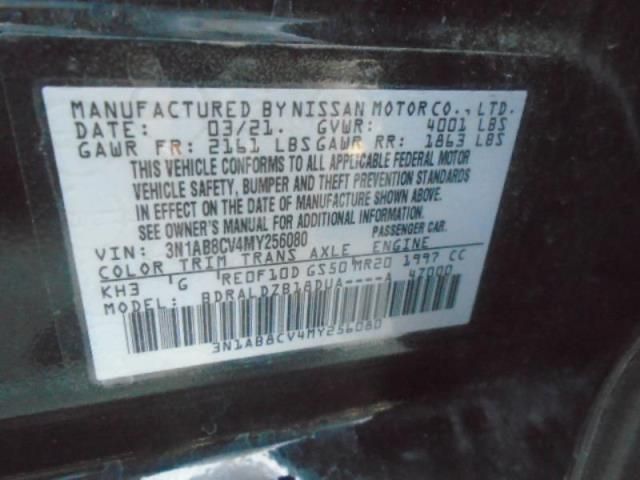 MANUFACTURED BY NISSAN MOTOR CO., LTD.
DATE: 03/21. GVWR: 4001 LBS
GAWR FR: 2161 LBS GAWR RR: 1863 LBS
THIS VEHICLE CONFORMS TO ALL APPLICABLE FEDERAL MOTOR
VEHICLE SAFETY, BUMPER AND THEFT PREVENTION STANDARDS
IN EFFECT ON THE DATE OF MANUFACTURE SHOWN ABOVE.
SEE OWNER'S MANUAL FOR ADDITIONAL INFORMATION.
VIN: 3N1AB8CV4MY256080 PASSENGER CAR.
COLOR TRIM TRANS AXLE ENGINE
KH3 G RE0F10D GS50 MR20 1997 CC
MODEL: BDRALDZB18DUA----A 47000
3N1AB8CV4MY256080